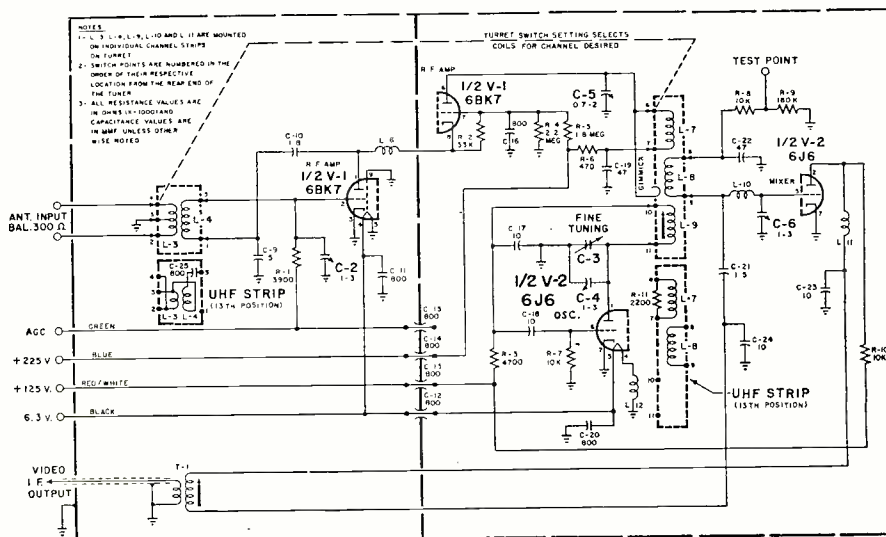 NOTES
1- L-3, L-4, L-9, L-10 AND L-11 ARE MOUNTED
ON INDIVIDUAL CHANNEL STRIPS
ON TURRET
2- SWITCH POINTS ARE NUMBERED IN THE
ORDER OF THEIR RESPECTIVE
LOCATION FROM THE REAR END OF
THE TUNER
3- ALL RESISTANCE VALUES ARE
IN OHMS (K-1000) AND
CAPACITANCE VALUES ARE
IN MMF UNLESS OTHER
WISE NOTED
TURRET SWITCH SETTING SELECTS
COILS FOR CHANNEL DESIRED
TEST POINT
R-8
10K
R-9
180K
R F AMP
1/2 V-1
6BK7
C-5
0.7-2
R-2
33K
800
C-16
R-4
2.2
MEG
R-5
1.8 MEG
R-6
470
C-19
47
GIMMICK
L-7
L-8
L-9
C-22
47
1/2 V-2
6J6
MIXER
L-10
C-6
1-3
L-11
C-10
1.8
L-6
R F AMP
1/2 V-1
6BK7
ANT. INPUT
BAL. 300 Ω
L-3
L-4
C-9
5
R-1
3900
C-2
1-3
C-11
800
C-25
800
L-3
L-4
UHF STRIP
(13TH POSITION)
C-17
10
FINE
TUNING
C-3
C-4
1-3
1/2 V-2
6J6
OSC.
C-18
10
R-3
4700
R-7
10K
L-12
C-20
800
R-11
2200
L-7
L-8
UHF STRIP
(13TH POSITION)
C-21
1.5
C-24
10
C-23
10
R-10
10K
AGC
GREEN
C-15
800
+225 V
BLUE
C-14
800
+125 V.
RED/WHITE
C-13
800
6.3 V.
BLACK
C-12
800
VIDEO
I.F.
OUTPUT
T-1